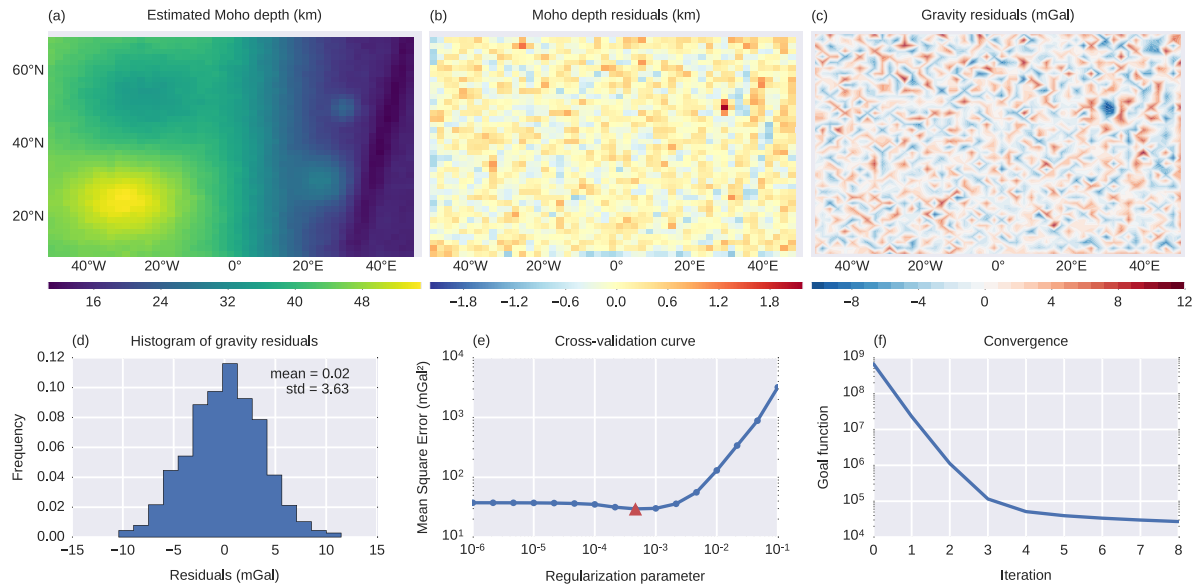 (a) Estimated Moho depth (km)
60°N
40°N
20°N
40°W 20°W 0° 20°E 40°E
16 24 32 40 48
(b) Moho depth residuals (km)
40°W 20°W 0° 20°E 40°E
−1.8 −1.2 −0.6 0.0 0.6 1.2 1.8
(c) Gravity residuals (mGal)
40°W 20°W 0° 20°E 40°E
−8 −4 0 4 8 12
(d) Histogram of gravity residuals
mean = 0.02
std = 3.63
Frequency
0.12
0.10
0.08
0.06
0.04
0.02
0.00
−15 −10 −5 0 5 10 15
Residuals (mGal)
(e) Cross-validation curve
Mean Square Error (mGal²)
10⁴
10³
10²
10¹
10⁻⁶ 10⁻⁵ 10⁻⁴ 10⁻³ 10⁻² 10⁻¹
Regularization parameter
(f) Convergence
Goal function
10⁹
10⁸
10⁷
10⁶
10⁵
10⁴
0 1 2 3 4 5 6 7 8
Iteration